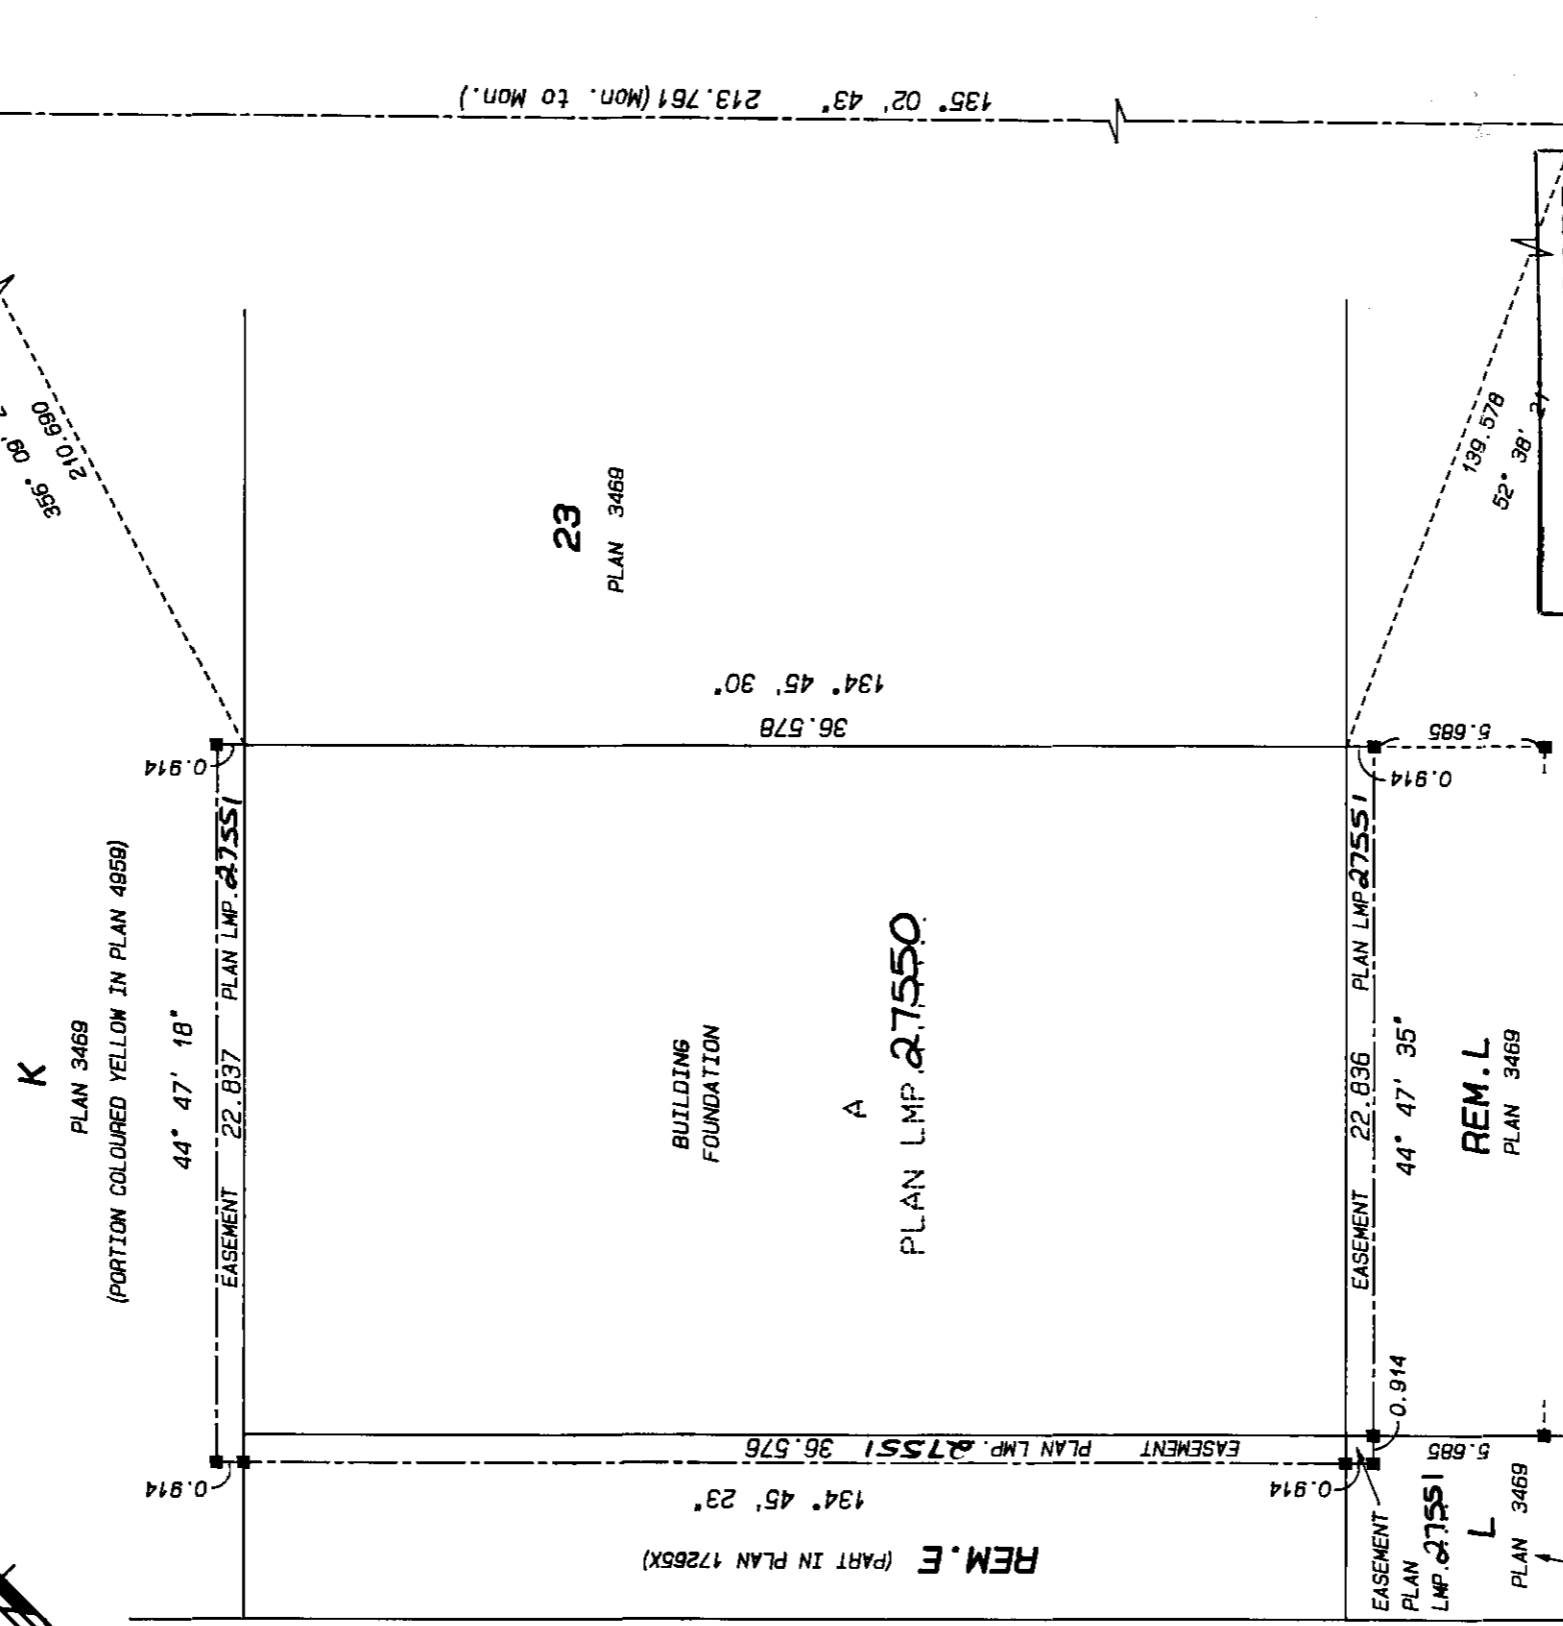 135° 02' 43" 213.761 (Mon. to Mon.)
356° 09'
210.690
139.578
52° 38' 21"
23
PLAN 3469
134° 45' 30"
36.578
0.914
5.685
0.914
K
PLAN 3469
(PORTION COLOURED YELLOW IN PLAN 4959)
44° 47' 18"
EASEMENT 22.837 PLAN LMP.27551
BUILDING
FOUNDATION
A
PLAN LMP.27550
EASEMENT 22.836 PLAN LMP.27551
44° 47' 35"
REM. L
PLAN 3469
0.914
EASEMENT PLAN LMP.27551 36.576
5.685
0.914
0.914
134° 45' 23"
REM. E (PART IN PLAN 17265X)
EASEMENT
PLAN
LMP.27551
L
PLAN 3469